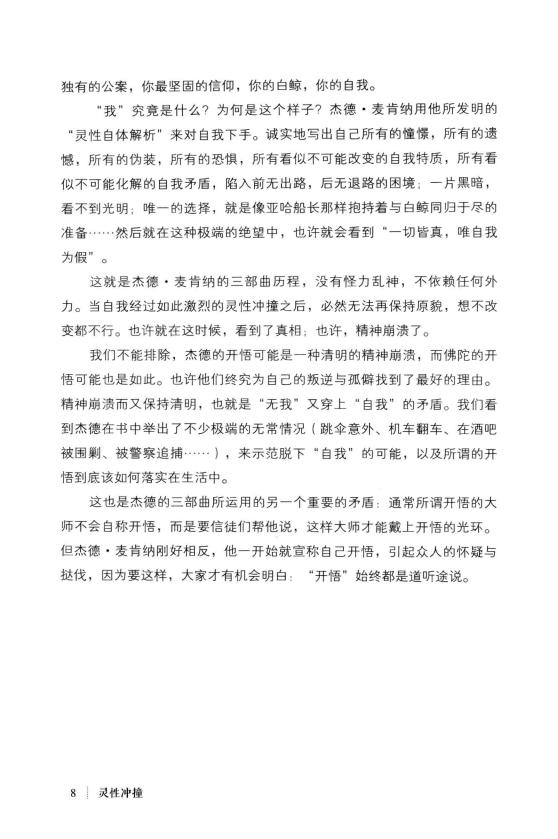 独有的公案，你最坚固的信仰，你的白鲸，你的自我。
“我”究竟是什么？为何是这个样子？杰德·麦肯纳用他所发明的
“灵性自体解析”来对自我下手。诚实地写出自己所有的憧憬，所有的遗
憾，所有的伪装，所有的恐惧，所有看似不可能改变的自我特质，所有看
似不可能化解的自我矛盾，陷入前无出路，后无退路的困境；一片黑暗，
看不到光明；唯一的选择，就是像亚哈船长那样抱持着与白鲸同归于尽的
准备……然后就在这种极端的绝望中，也许就会看到“一切皆真，唯自我
为假”。
这就是杰德·麦肯纳的三部曲历程，没有怪力乱神，不依赖任何外
力。当自我经过如此激烈的灵性冲撞之后，必然无法再保持原貌，想不改
变都不行。也许就在这时候，看到了真相；也许，精神崩溃了。
我们不能排除，杰德的开悟可能是一种清明的精神崩溃，而佛陀的开
悟可能也是如此。也许他们终究为自己的叛逆与孤僻找到了最好的理由。
精神崩溃而又保持清明，也就是“无我”又穿上“自我”的矛盾。我们看
到杰德在书中举出了不少极端的无常情况（跳伞意外、机车翻车、在酒吧
被围剿、被警察追捕……），来示范脱下“自我”的可能，以及所谓的开
悟到底该如何落实在生活中。
这也是杰德的三部曲所运用的另一个重要的矛盾：通常所谓开悟的大
师不会自称开悟，而是要信徒们帮他说，这样大师才能戴上开悟的光环。
但杰德·麦肯纳刚好相反，他一开始就宣称自己开悟，引起众人的怀疑与
挞伐，因为要这样，大家才有机会明白：“开悟”始终都是道听途说。
8 灵性冲撞